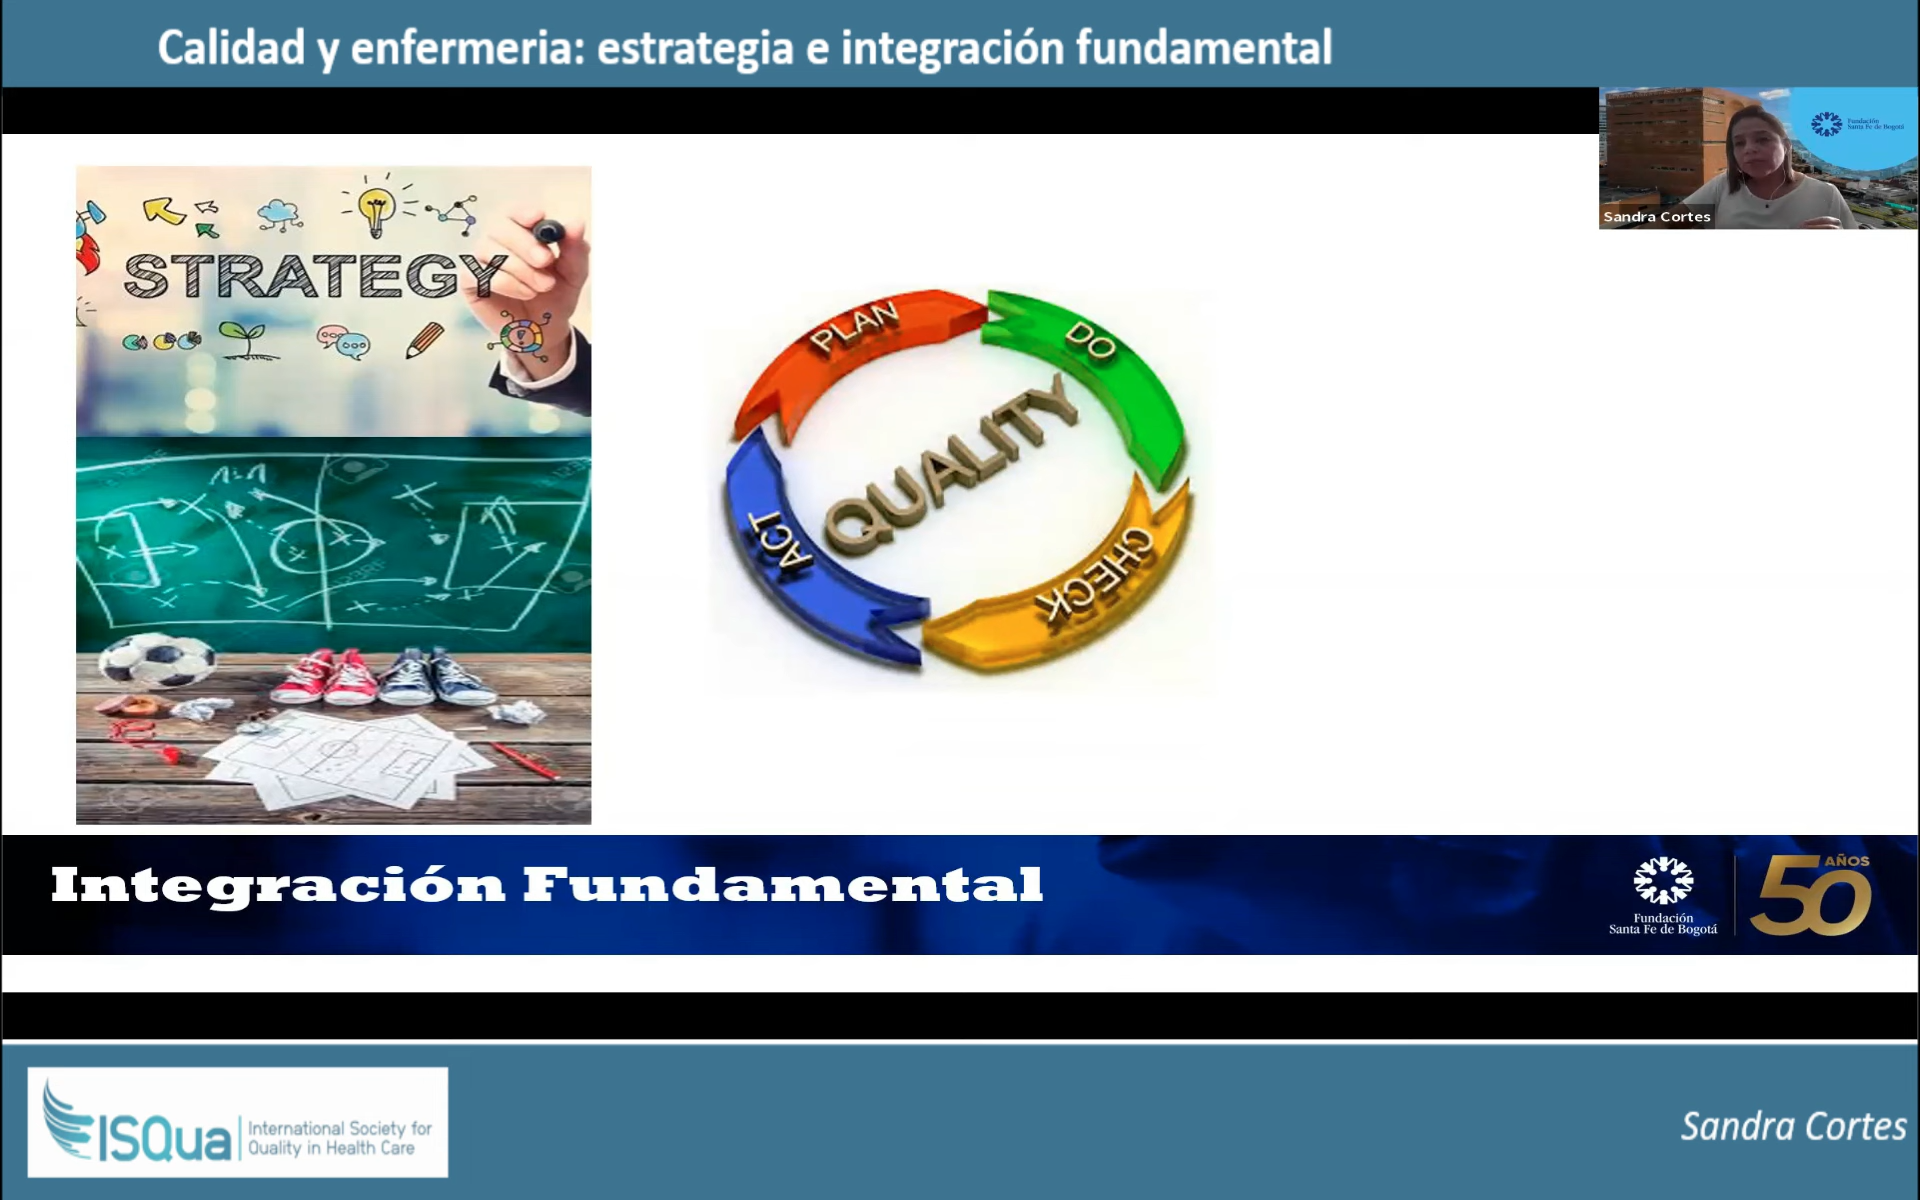 Calidad y enfermeria: estrategia e integración fundamental
Fundación
Santa Fe de Bogotá
Sandra Cortes
STRATEGY
PLAN
DO
QUALITY
ACT
CHECK
Integración Fundamental
Fundación
Santa Fe de Bogotá
50 AÑOS
ISQua
International Society for
Quality in Health Care
Sandra Cortes